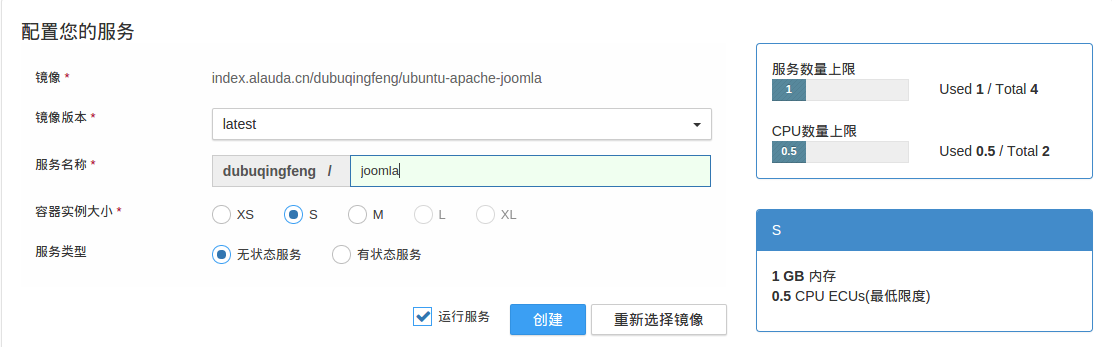 配置您的服务
镜像 * index.alauda.cn/dubuqingfeng/ubuntu-apache-joomla
镜像版本 * latest
服务名称 * dubuqingfeng / joomla
容器实例大小 * XS S M L XL
服务类型 无状态服务 有状态服务
运行服务 创建 重新选择镜像
服务数量上限
1 Used 1 / Total 4
CPU数量上限
0.5 Used 0.5 / Total 2
S
1 GB 内存
0.5 CPU ECUs(最低限度)